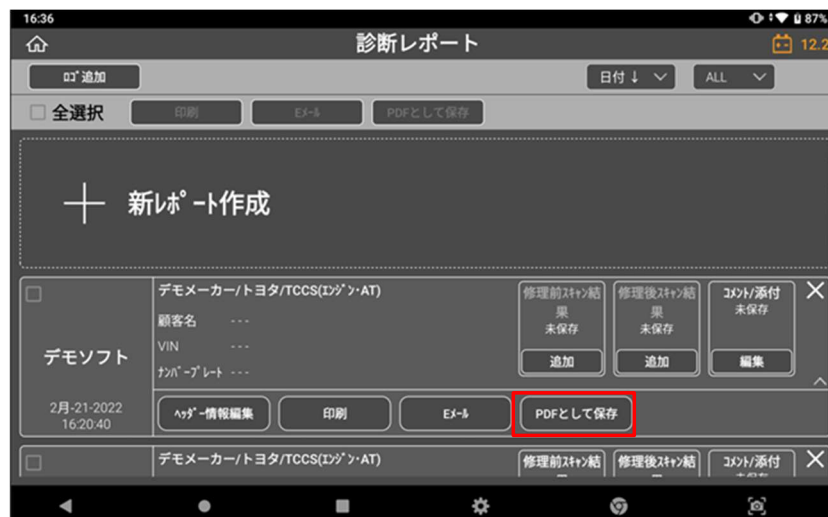 16:36 87%
診断レポート 12.2
ﾛｺﾞ追加 日付↓ ALL
全選択 印刷 Eﾒｰﾙ PDFとして保存
新ﾚﾎﾟｰﾄ作成
デモメーカー/トヨタ/TCCS(ｴﾝｼﾞﾝ･AT)
顧客名 ---
VIN ---
ﾅﾝﾊﾞｰﾌﾟﾚｰﾄ ---
デモソフト
2月-21-2022
16:20:40
修理前ｽｷｬﾝ結
果
未保存
追加
修理後ｽｷｬﾝ結
果
未保存
追加
ｺﾒﾝﾄ/添付
未保存
編集
ﾍｯﾀﾞｰ情報編集 印刷 Eﾒｰﾙ PDFとして保存
デモメーカー/トヨタ/TCCS(ｴﾝｼﾞﾝ･AT)
修理前ｽｷｬﾝ結 修理後ｽｷｬﾝ結 ｺﾒﾝﾄ/添付